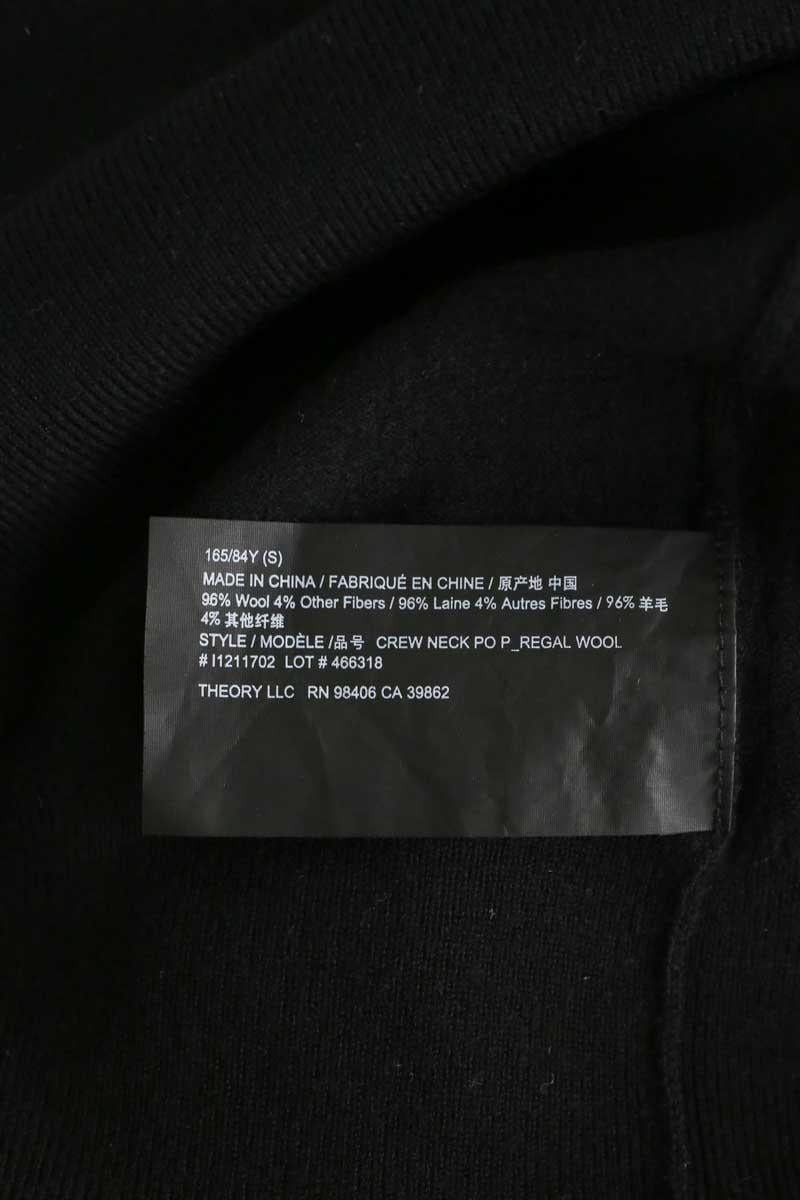 165/84Y (S)
MADE IN CHINA / FABRIQUÉ EN CHINE / 原产地 中国
96% Wool 4% Other Fibers / 96% Laine 4% Autres Fibres / 96% 羊毛
4% 其他纤维
STYLE / MODÈLE /品号 CREW NECK PO P_REGAL WOOL
# I1211702 LOT # 466318
THEORY LLC RN 98406 CA 39862